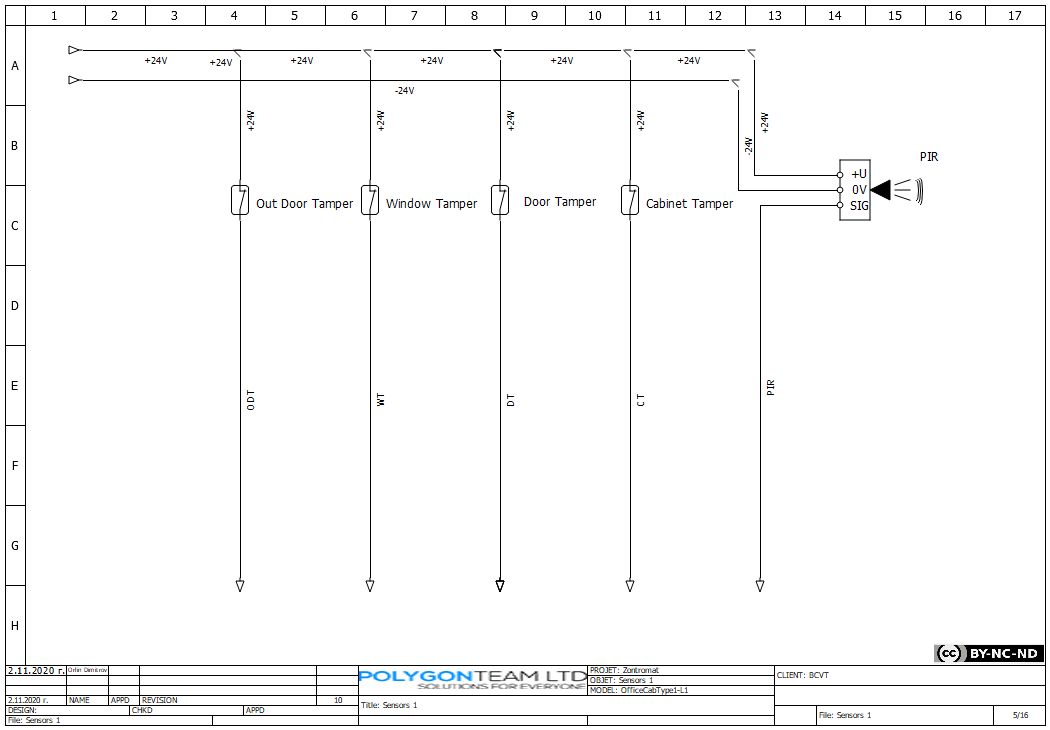 1 2 3 4 5 6 7 8 9 10 11 12 13 14 15 16 17
A
+24V +24V +24V +24V +24V +24V
-24V
B
+24V +24V +24V +24V -24V +24V
PIR
+U
0V
SIG
C
Out Door Tamper Window Tamper Door Tamper Cabinet Tamper
D
E
ODT WT DT CT PIR
F
G
H
cc BY-NC-ND
2.11.2020 г. Orlin Dimitrov
POLYGONTEAM LTD
SOLUTIONS FOR EVERYONE
PROJET: Zontromat
OBJET: Sensors 1
MODEL: OfficeCabType1-L1
CLIENT: BCVT
2.11.2020 г. NAME APPD REVISION 10
DESIGN: CHKD APPD
Title: Sensors 1
File: Sensors 1
File: Sensors 1
5/16